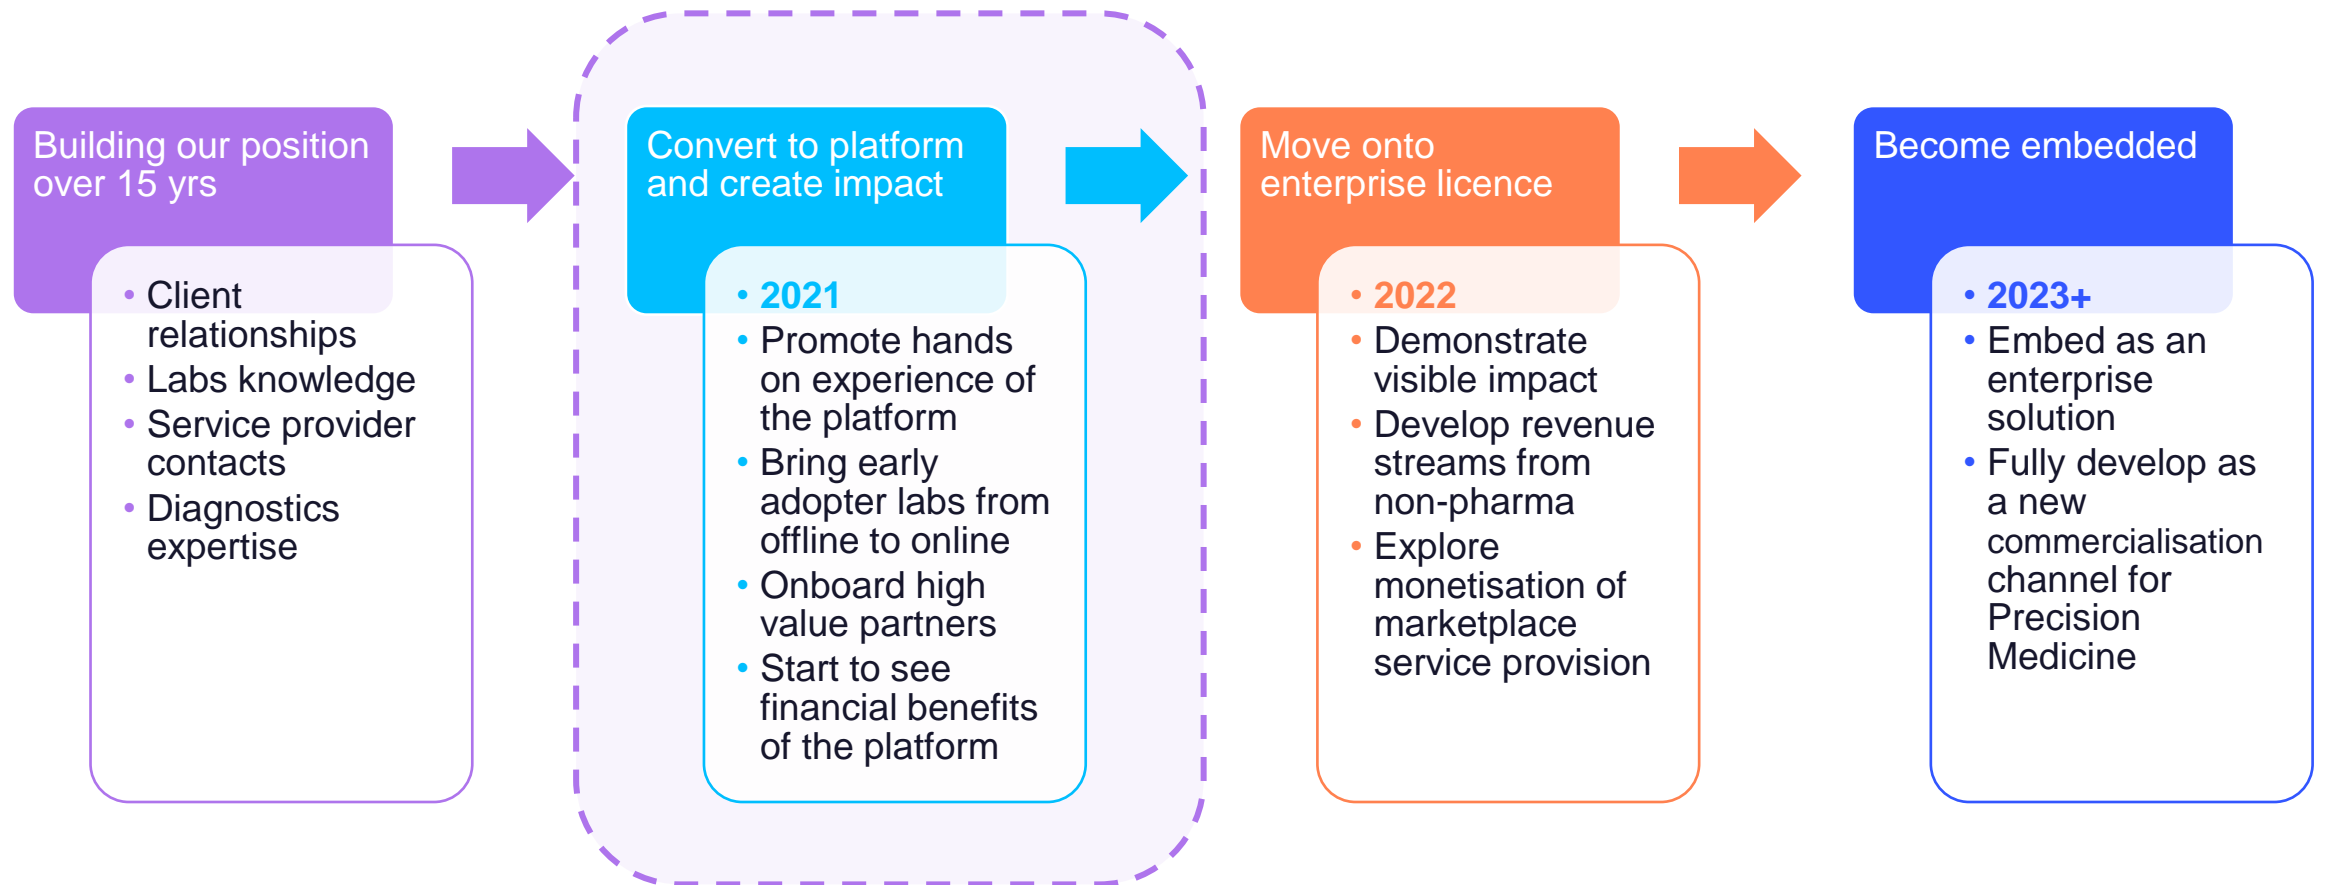 Building our position
over 15 yrs
• Client
relationships
• Labs knowledge
• Service provider
contacts
• Diagnostics
expertise
Convert to platform
and create impact
• 2021
• Promote hands
on experience of
the platform
• Bring early
adopter labs from
offline to online
• Onboard high
value partners
• Start to see
financial benefits
of the platform
Move onto
enterprise licence
• 2022
• Demonstrate
visible impact
• Develop revenue
streams from
non-pharma
• Explore
monetisation of
marketplace
service provision
Become embedded
• 2023+
• Embed as an
enterprise
solution
• Fully develop as
a new
commercialisation
channel for
Precision
Medicine